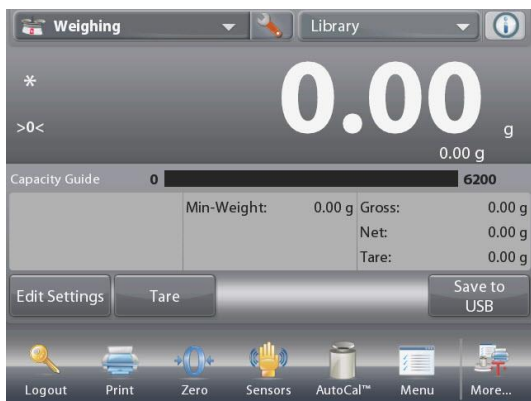 Weighing
Library
*
0.00
>0<
g
0.00 g
Capacity Guide 0 6200
Min-Weight: 0.00 g Gross: 0.00 g
Net: 0.00 g
Tare: 0.00 g
Edit Settings Tare Save to
USB
Logout Print Zero Sensors AutoCal™ Menu More...